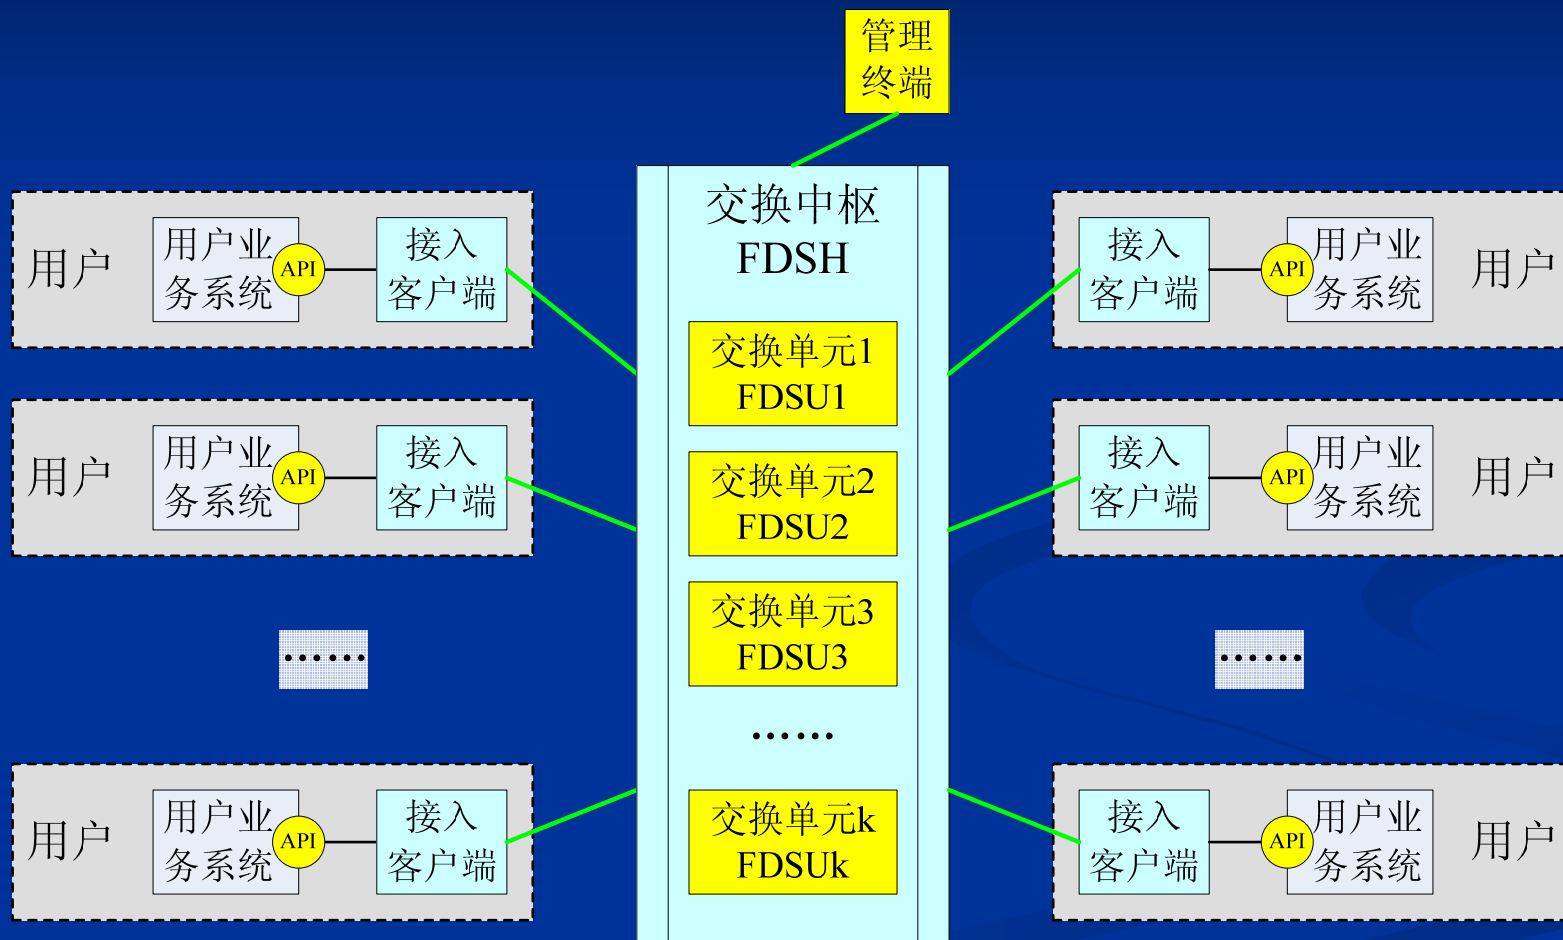 管理
终端
交换中枢
FDSH
用户
用户业
务系统
API
接入
客户端
接入
客户端
API
用户业
务系统
用户
交换单元1
FDSU1
用户
用户业
务系统
API
接入
客户端
交换单元2
FDSU2
接入
客户端
API
用户业
务系统
用户
交换单元3
FDSU3
……
……
……
用户
用户业
务系统
API
接入
客户端
交换单元k
FDSUk
接入
客户端
API
用户业
务系统
用户